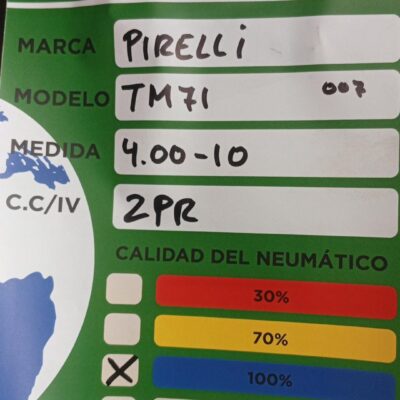 MARCA PIRELLI
MODELO TM71 007
MEDIDA 4.00-10
C.C/IV 2PR
CALIDAD DEL NEUMÁTICO
30%
70%
X 100%